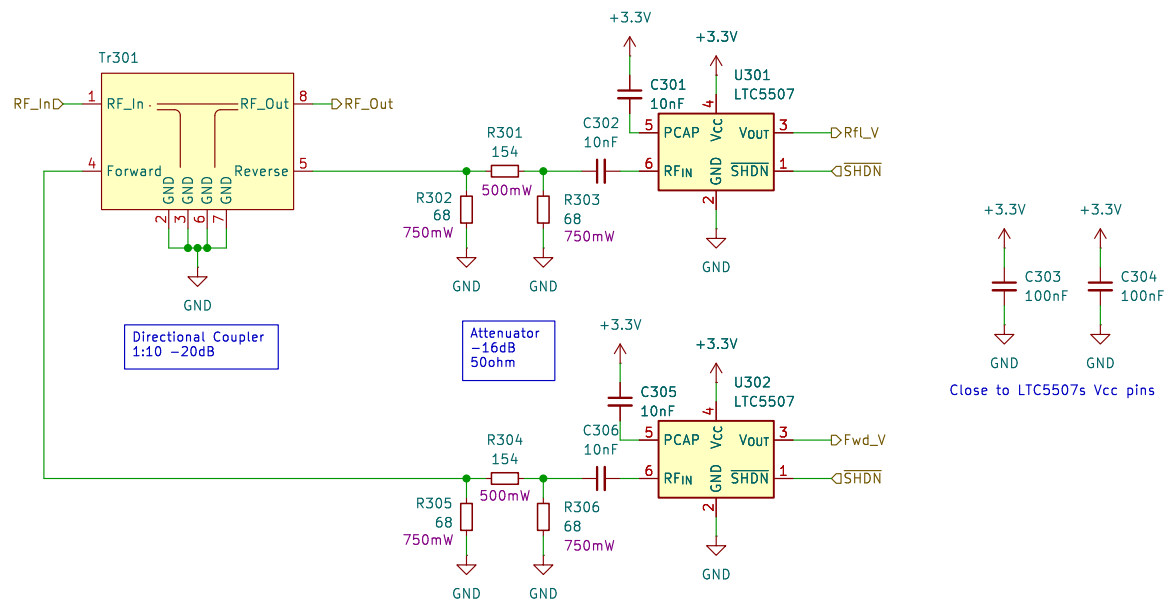 +3.3V
+3.3V
Tr301
C301
10nF
U301
LTC5507
RF_In
1
RF_In
RF_Out
8
RF_Out
4
Forward
Reverse
5
GND
GND
GND
GND
2
3
6
7
GND
Directional Coupler
1:10 -20dB
R301
154
500mW
R302
68
750mW
R303
68
750mW
GND
GND
C302
10nF
4
5
PCAP
Vcc
VOUT
3
Rfl_V
6
RFIN
GND
SHDN
1
SHDN
2
GND
+3.3V
+3.3V
C303
100nF
C304
100nF
GND
GND
Close to LTC5507s Vcc pins
Attenuator
-16dB
50ohm
+3.3V
+3.3V
C305
10nF
U302
LTC5507
R304
154
500mW
R305
68
750mW
R306
68
750mW
GND
GND
C306
10nF
4
5
PCAP
Vcc
VOUT
3
Fwd_V
6
RFIN
GND
SHDN
1
SHDN
2
GND